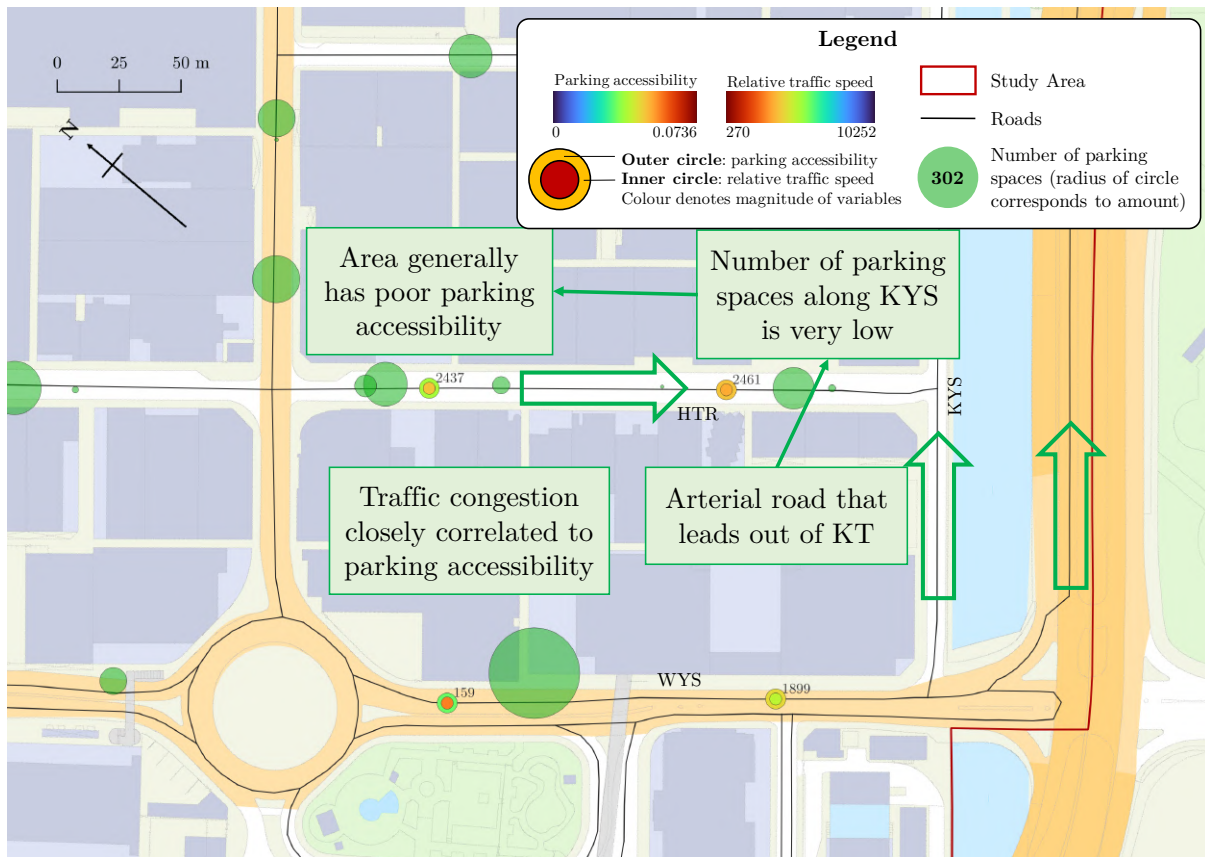 Legend
0 25 50 m
N
Parking accessibility
0 0.0736
Relative traffic speed
270 10252
Study Area
Roads
Outer circle: parking accessibility
Inner circle: relative traffic speed
Colour denotes magnitude of variables
302
Number of parking
spaces (radius of circle
corresponds to amount)
Area generally
has poor parking
accessibility
Number of parking
spaces along KYS
is very low
2437
2461
HTR
KYS
Traffic congestion
closely correlated to
parking accessibility
Arterial road that
leads out of KT
WYS
159
1899